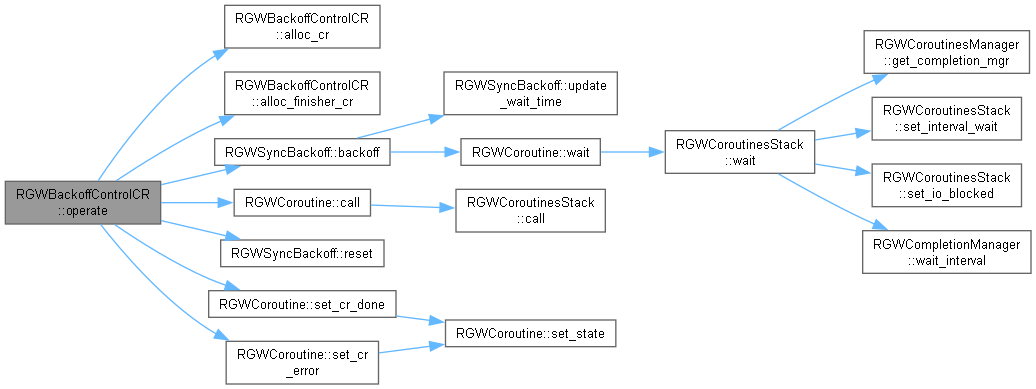 RGWBackoffControlCR
::operate
RGWBackoffControlCR
::alloc_cr
RGWBackoffControlCR
::alloc_finisher_cr
RGWSyncBackoff::backoff
RGWCoroutine::call
RGWSyncBackoff::reset
RGWCoroutine::set_cr_done
RGWCoroutine::set_cr
_error
RGWSyncBackoff::update
_wait_time
RGWCoroutine::wait
RGWCoroutinesStack
::call
RGWCoroutine::set_state
RGWCoroutinesStack
::wait
RGWCoroutinesManager
::get_completion_mgr
RGWCoroutinesStack
::set_interval_wait
RGWCoroutinesStack
::set_io_blocked
RGWCompletionManager
::wait_interval